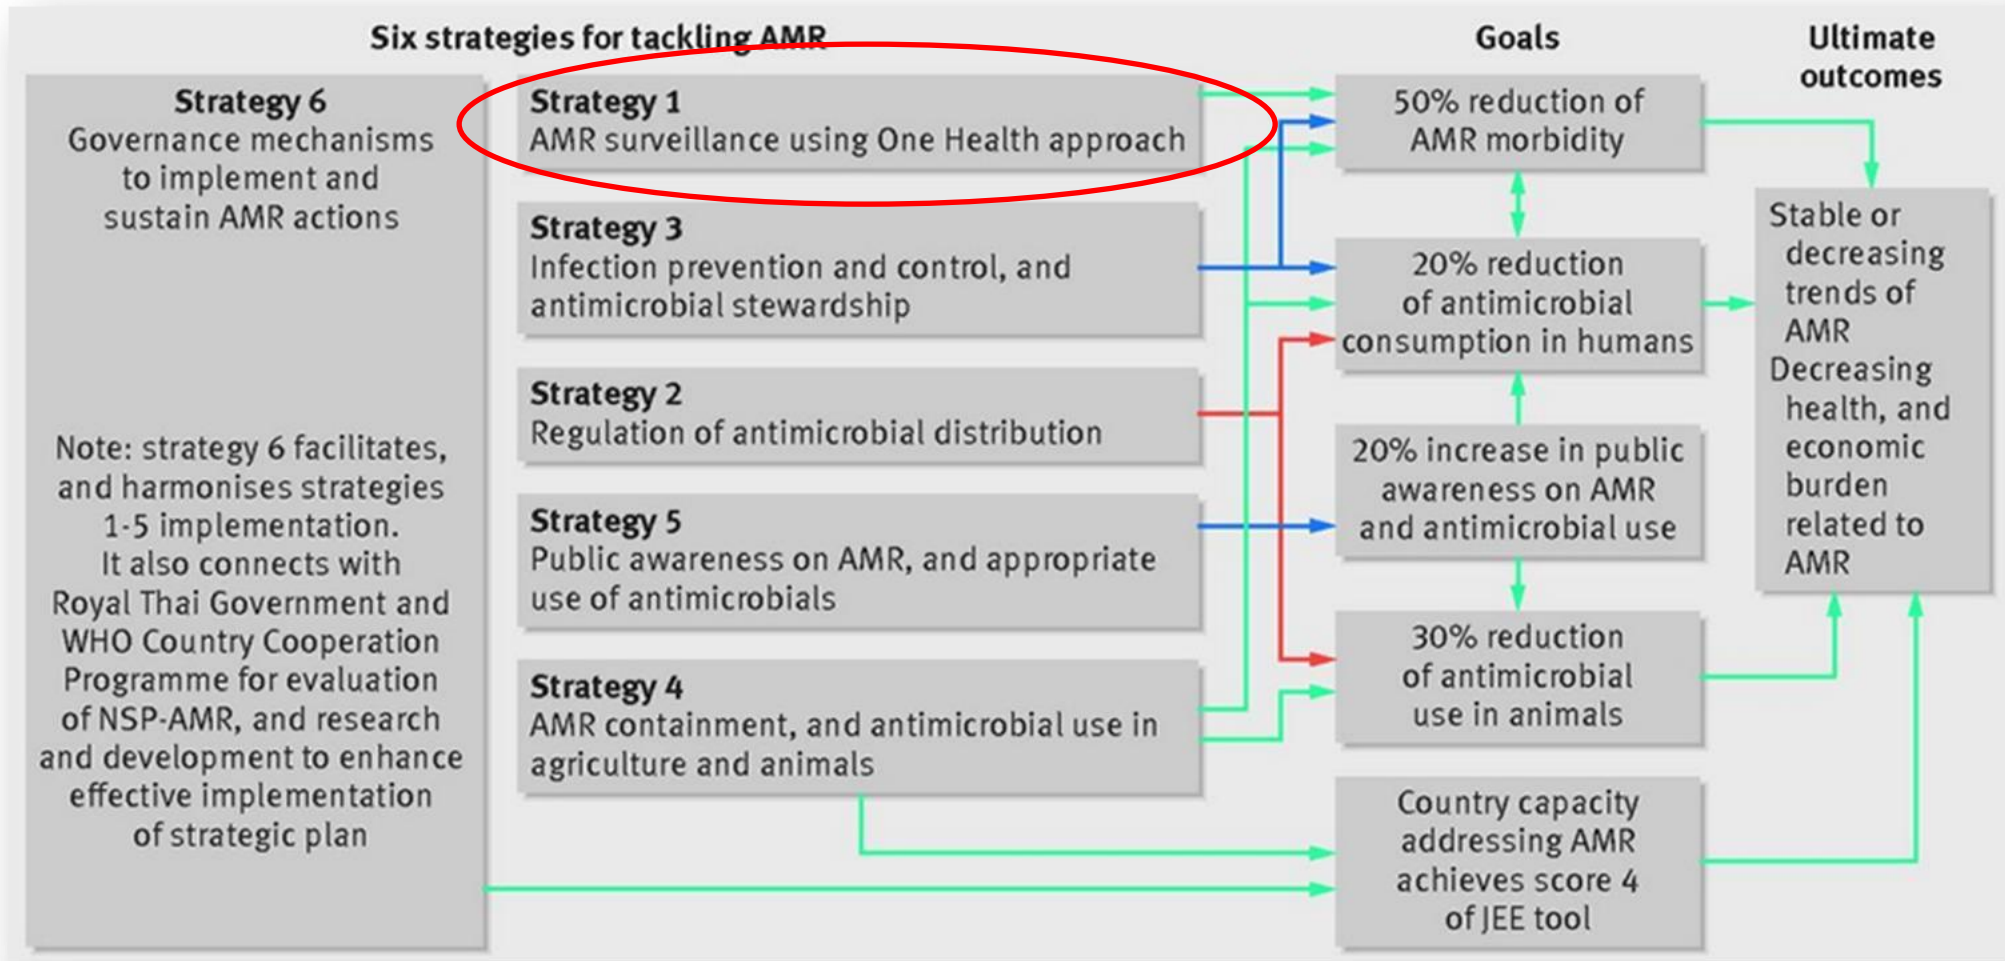 Six strategies for tackling AMR
Goals
Ultimate
outcomes
Strategy 6
Governance mechanisms
to implement and
sustain AMR actions
Note: strategy 6 facilitates,
and harmonises strategies
1-5 implementation.
It also connects with
Royal Thai Government and
WHO Country Cooperation
Programme for evaluation
of NSP-AMR, and research
and development to enhance
effective implementation
of strategic plan
Strategy 1
AMR surveillance using One Health approach
Strategy 3
Infection prevention and control, and
antimicrobial stewardship
Strategy 2
Regulation of antimicrobial distribution
Strategy 5
Public awareness on AMR, and appropriate
use of antimicrobials
Strategy 4
AMR containment, and antimicrobial use in
agriculture and animals
50% reduction of
AMR morbidity
20% reduction
of antimicrobial
consumption in humans
20% increase in public
awareness on AMR
and antimicrobial use
30% reduction
of antimicrobial
use in animals
Country capacity
addressing AMR
achieves score 4
of JEE tool
Stable or
decreasing
trends of
AMR
Decreasing
health, and
economic
burden
related to
AMR